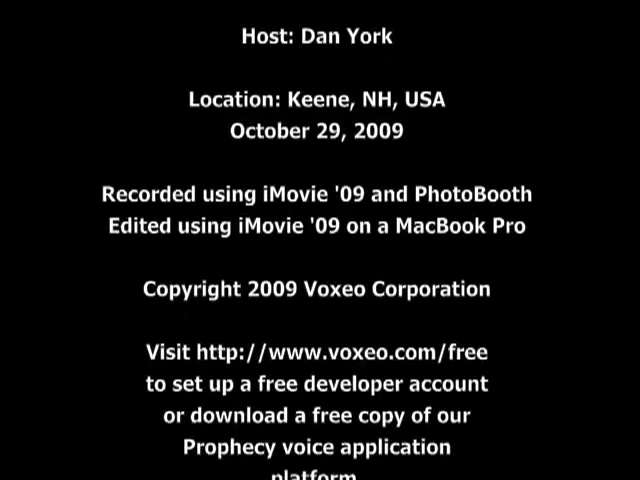 Host: Dan York
Location: Keene, NH, USA
October 29, 2009
Recorded using iMovie '09 and PhotoBooth
Edited using iMovie '09 on a MacBook Pro
Copyright 2009 Voxeo Corporation
Visit http://www.voxeo.com/free
to set up a free developer account
or download a free copy of our
Prophecy voice application
platform